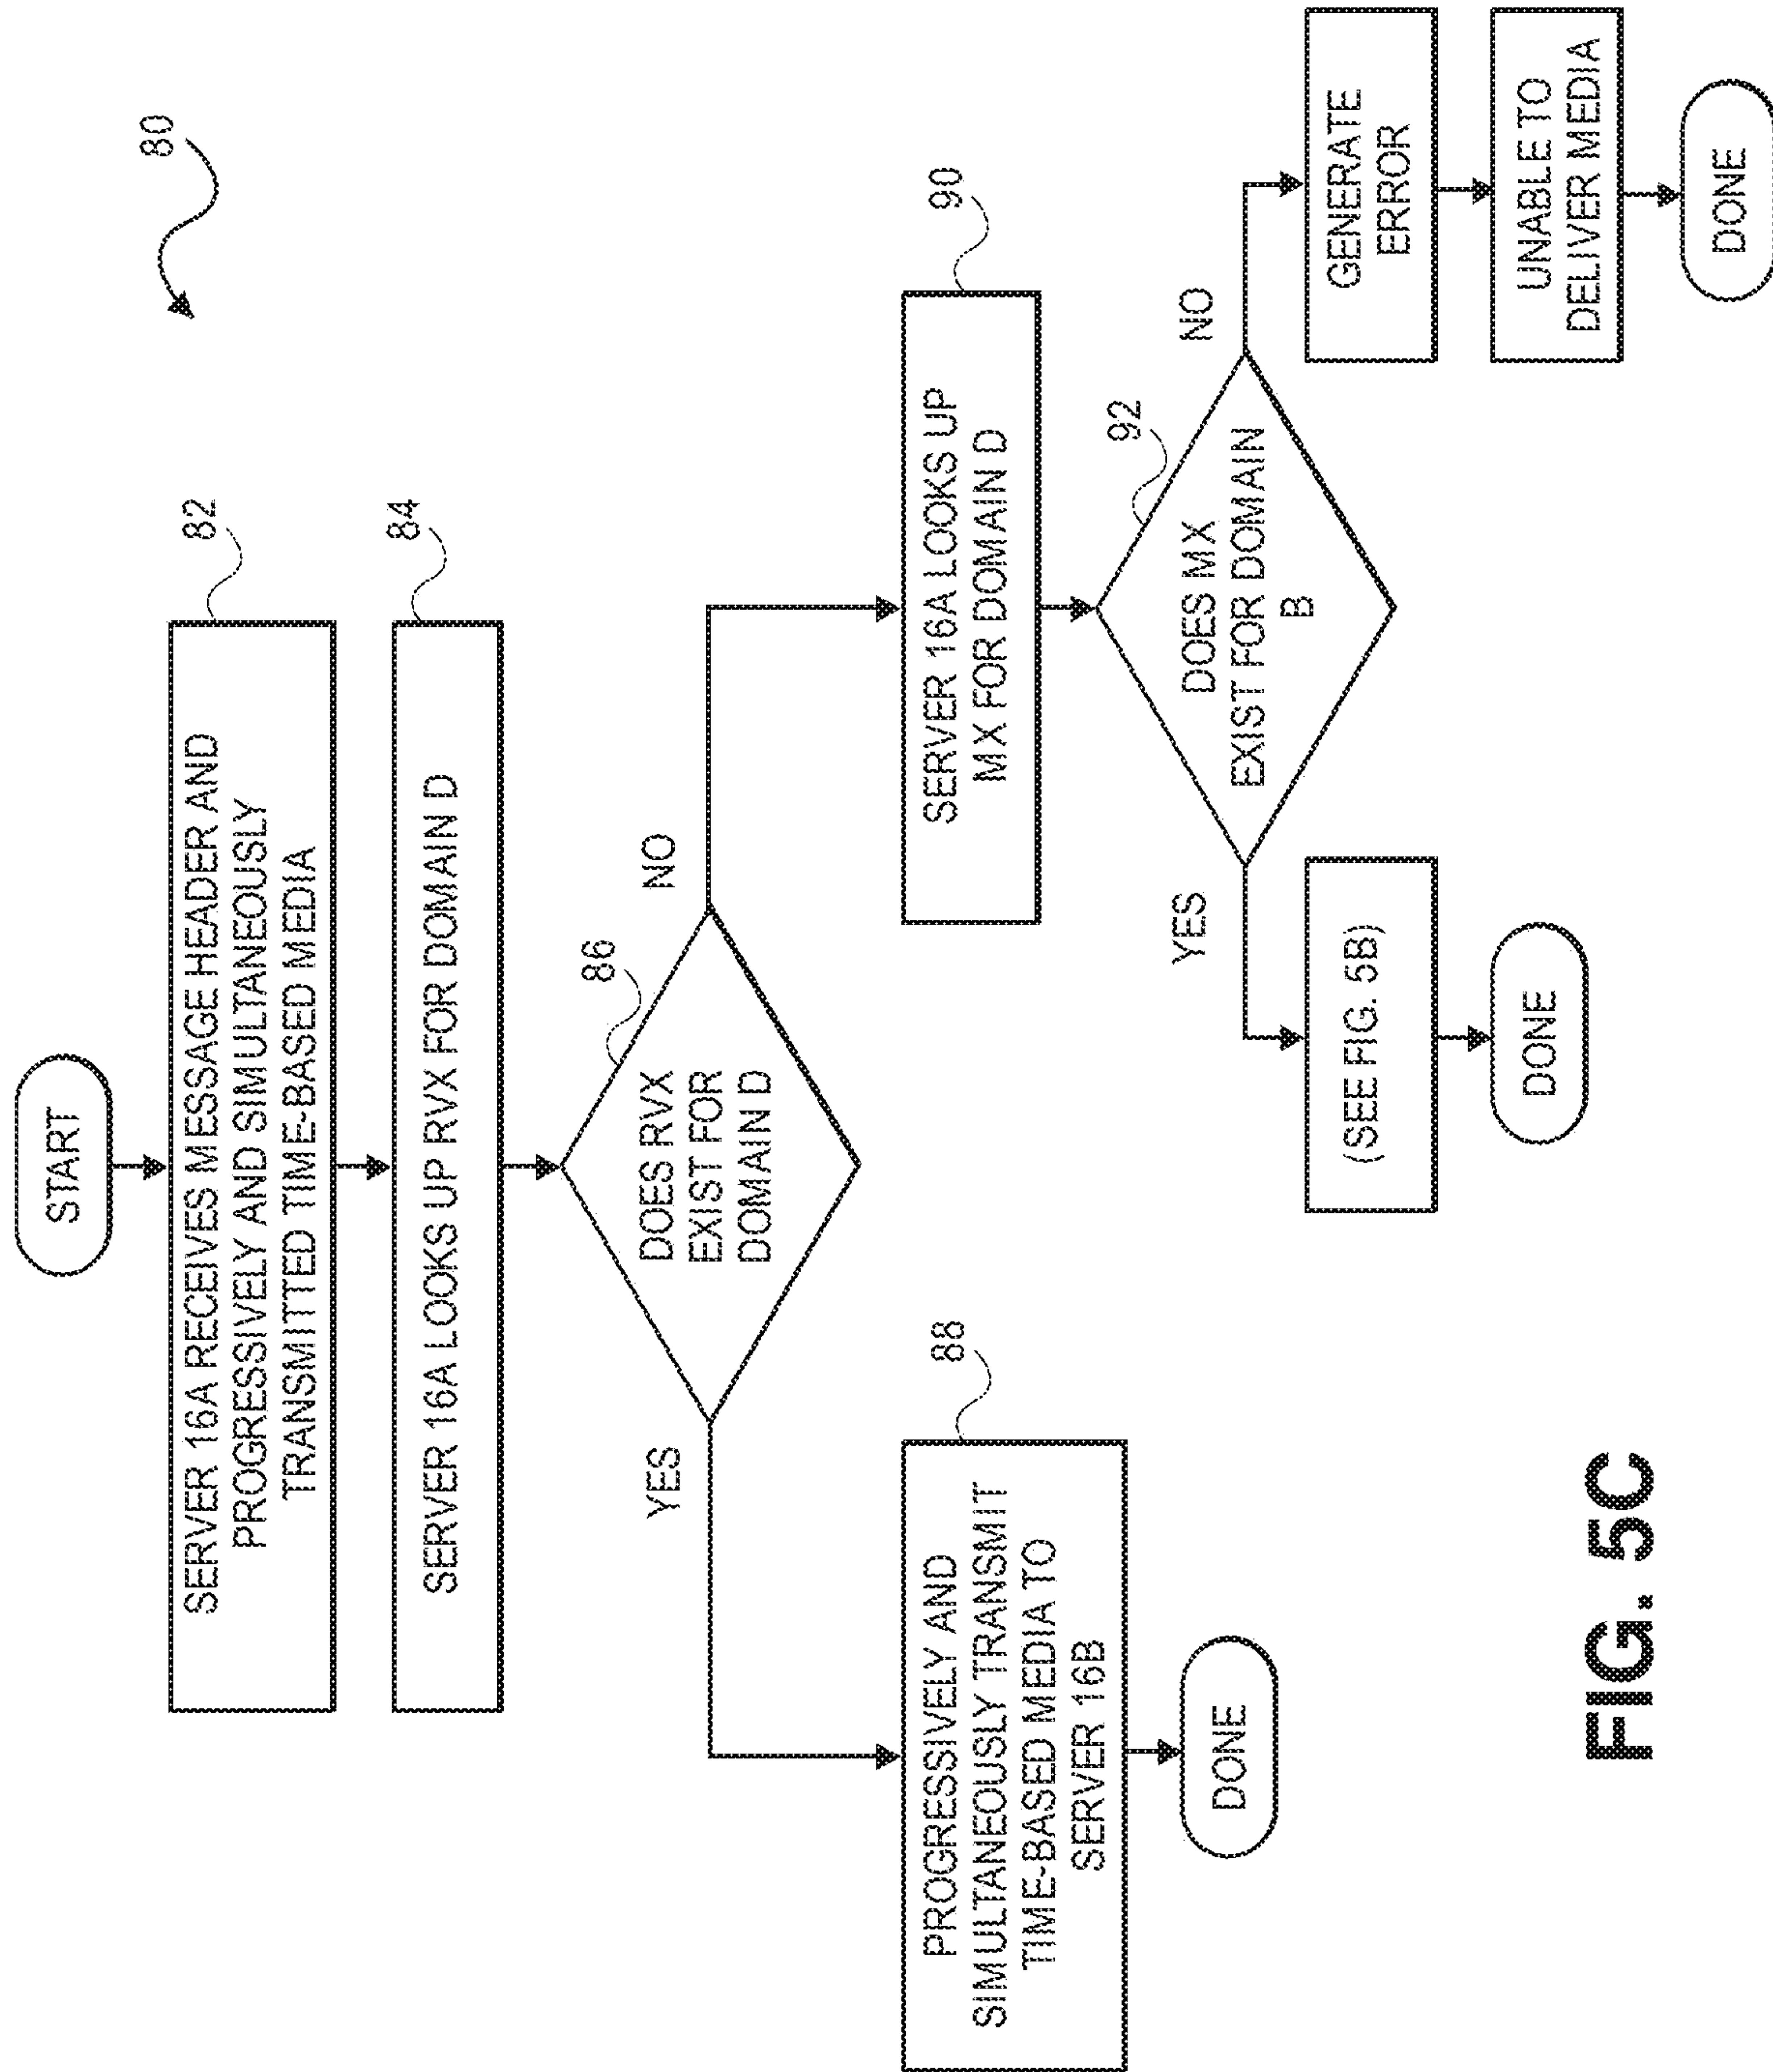 80
START
82
SERVER 16A RECEIVES MESSAGE HEADER AND
PROGRESSIVELY AND SIMULTANEOUSLY
TRANSMITTED TIME-BASED MEDIA
84
SERVER 16A LOOKS UP RVX FOR DOMAIN D
86
DOES RVX
EXIST FOR
DOMAIN D
YES
NO
88
PROGRESSIVELY AND
SIMULTANEOUSLY TRANSMIT
TIME-BASED MEDIA TO
SERVER 16B
DONE
90
SERVER 16A LOOKS UP
MX FOR DOMAIN D
92
DOES MX
EXIST FOR DOMAIN
B
YES
NO
(SEE FIG. 5B)
DONE
GENERATE
ERROR
UNABLE TO
DELIVER MEDIA
DONE
FIG. 5C